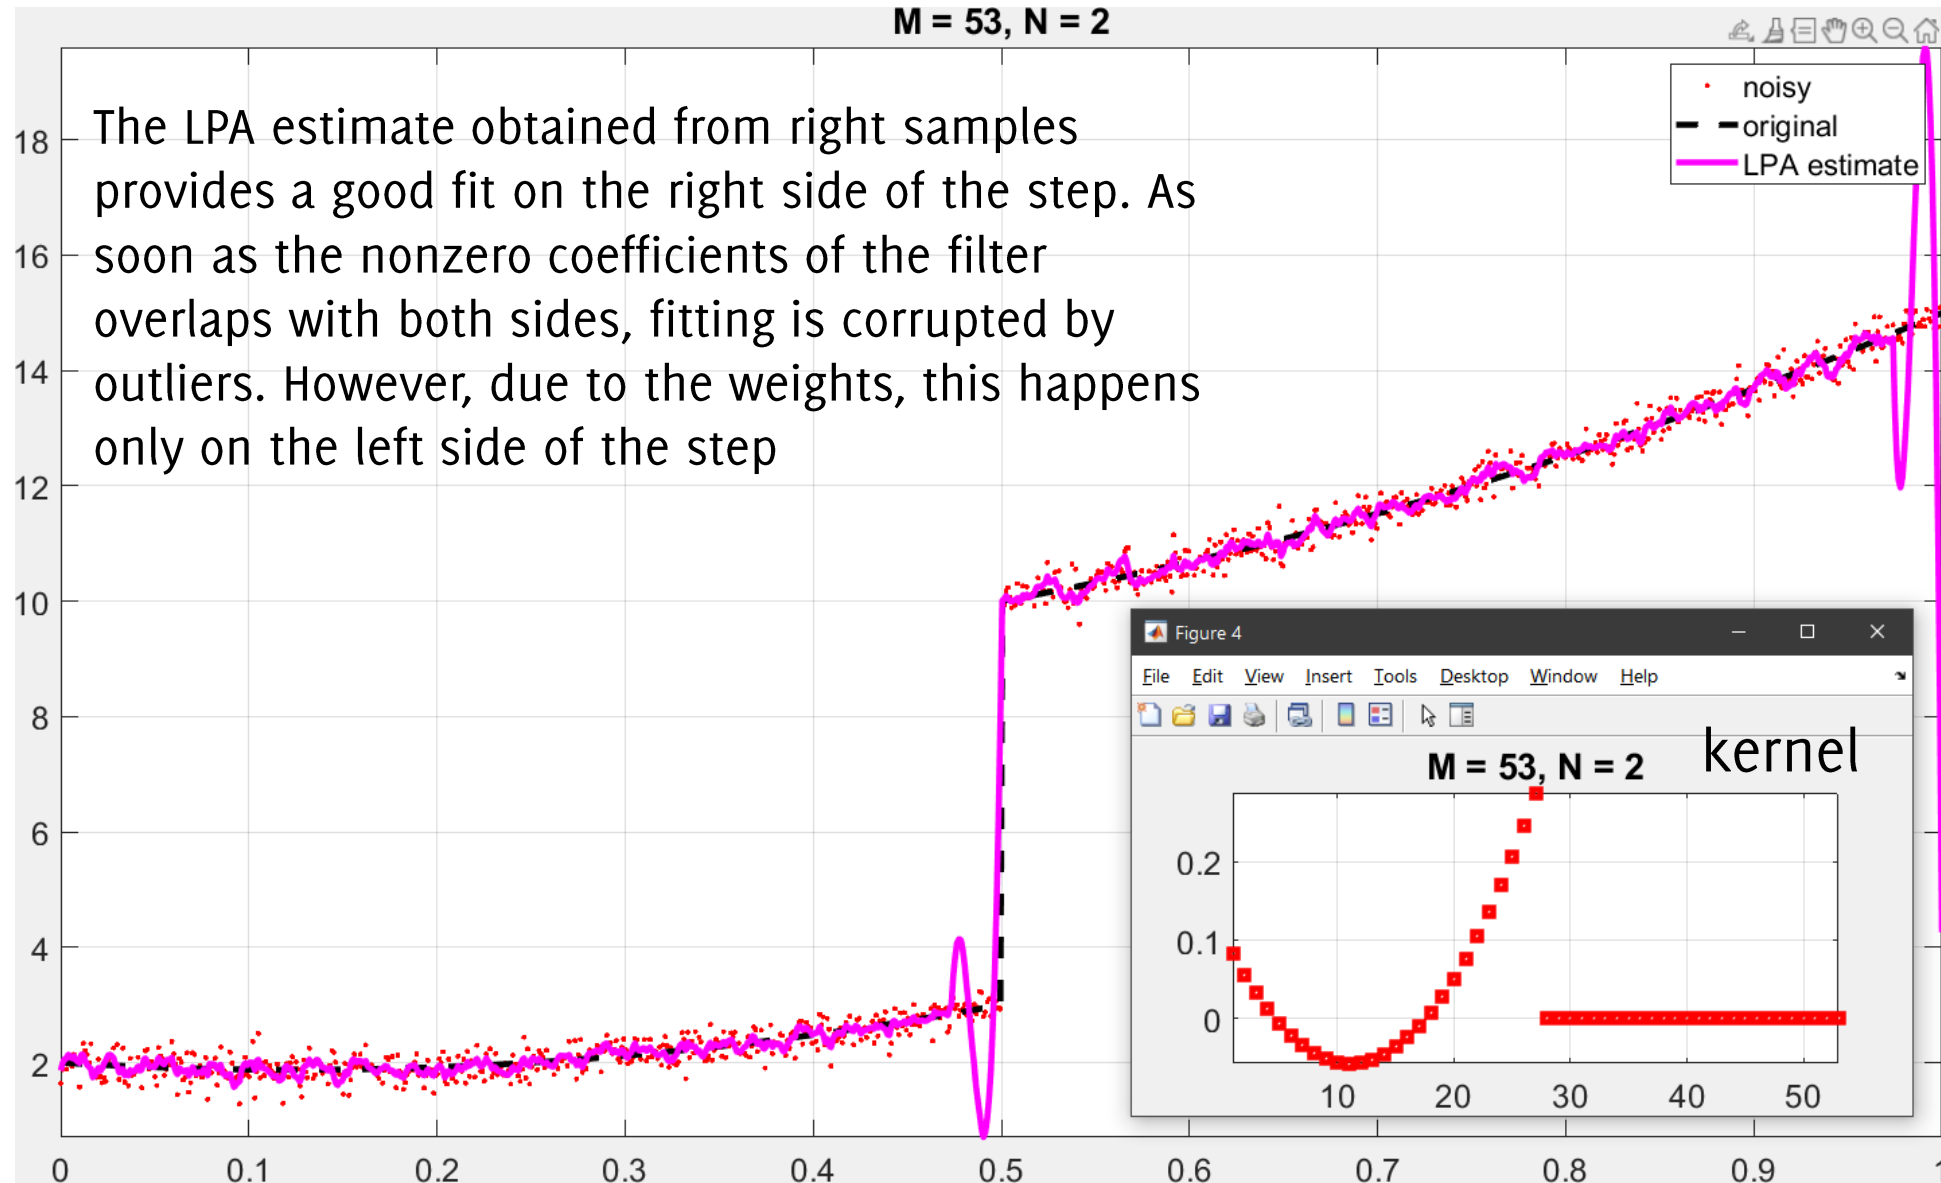 M = 53, N = 2
noisy
original
LPA estimate
The LPA estimate obtained from right samples
provides a good fit on the right side of the step. As
soon as the nonzero coefficients of the filter
overlaps with both sides, fitting is corrupted by
outliers. However, due to the weights, this happens
only on the left side of the step
18
16
14
12
10
8
6
4
2
0 0.1 0.2 0.3 0.4 0.5 0.6 0.7 0.8 0.9
Figure 4
File Edit View Insert Tools Desktop Window Help
kernel
M = 53, N = 2
0.2
0.1
0
10 20 30 40 50